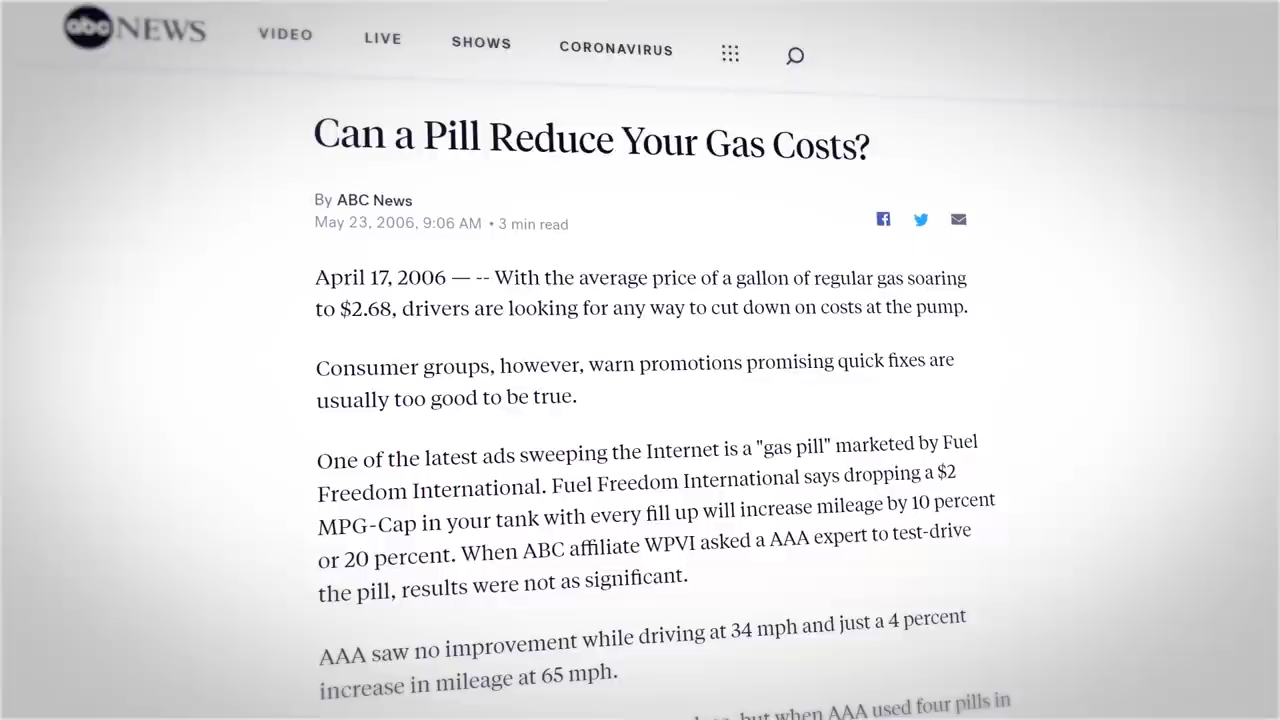 abc NEWS VIDEO LIVE SHOWS CORONAVIRUS
Can a Pill Reduce Your Gas Costs?
By ABC News
May 23, 2006, 9:06 AM • 3 min read
April 17, 2006 — -- With the average price of a gallon of regular gas soaring
to $2.68, drivers are looking for any way to cut down on costs at the pump.
Consumer groups, however, warn promotions promising quick fixes are
usually too good to be true.
One of the latest ads sweeping the Internet is a "gas pill" marketed by Fuel
Freedom International. Fuel Freedom International says dropping a $2
MPG-Cap in your tank with every fill up will increase mileage by 10 percent
or 20 percent. When ABC affiliate WPVI asked a AAA expert to test-drive
the pill, results were not as significant.
AAA saw no improvement while driving at 34 mph and just a 4 percent
increase in mileage at 65 mph.
but when AAA used four pills in